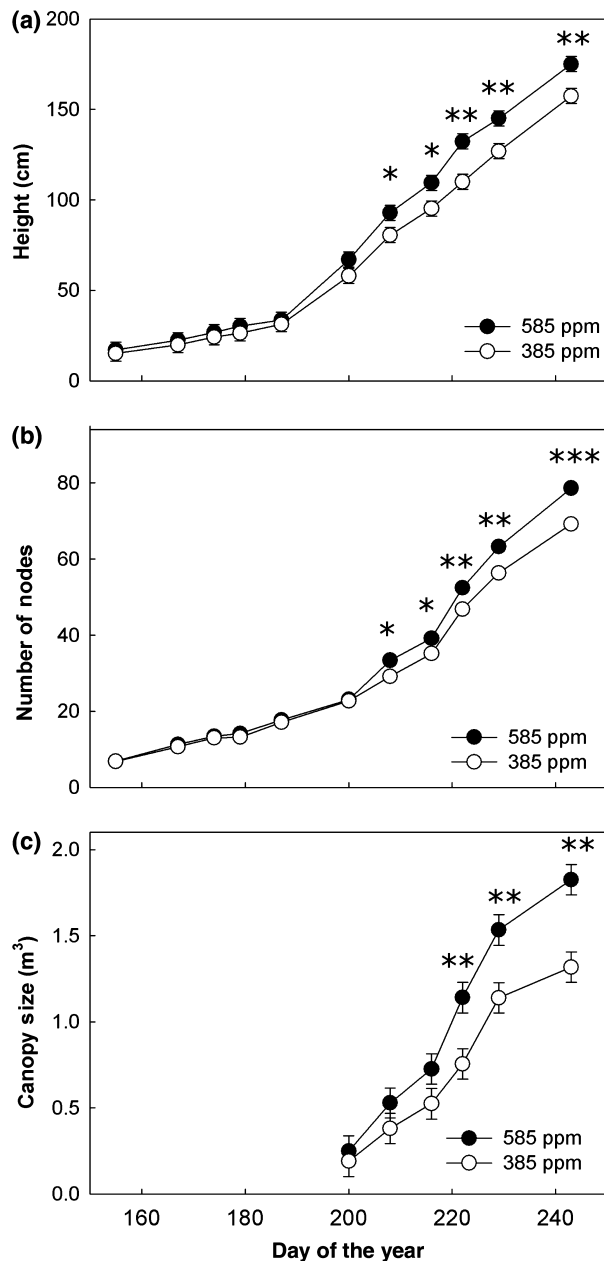 (a)
200
**
**
150
**
*
*
100
Height (cm)
50
585 ppm
385 ppm
0
(b)
***
80
**
**
60
*
*
40
Number of nodes
20
585 ppm
385 ppm
0
(c)
2.0
**
**
1.5
**
1.0
Canopy size (m³)
0.5
585 ppm
385 ppm
0.0
160 180 200 220 240
Day of the year